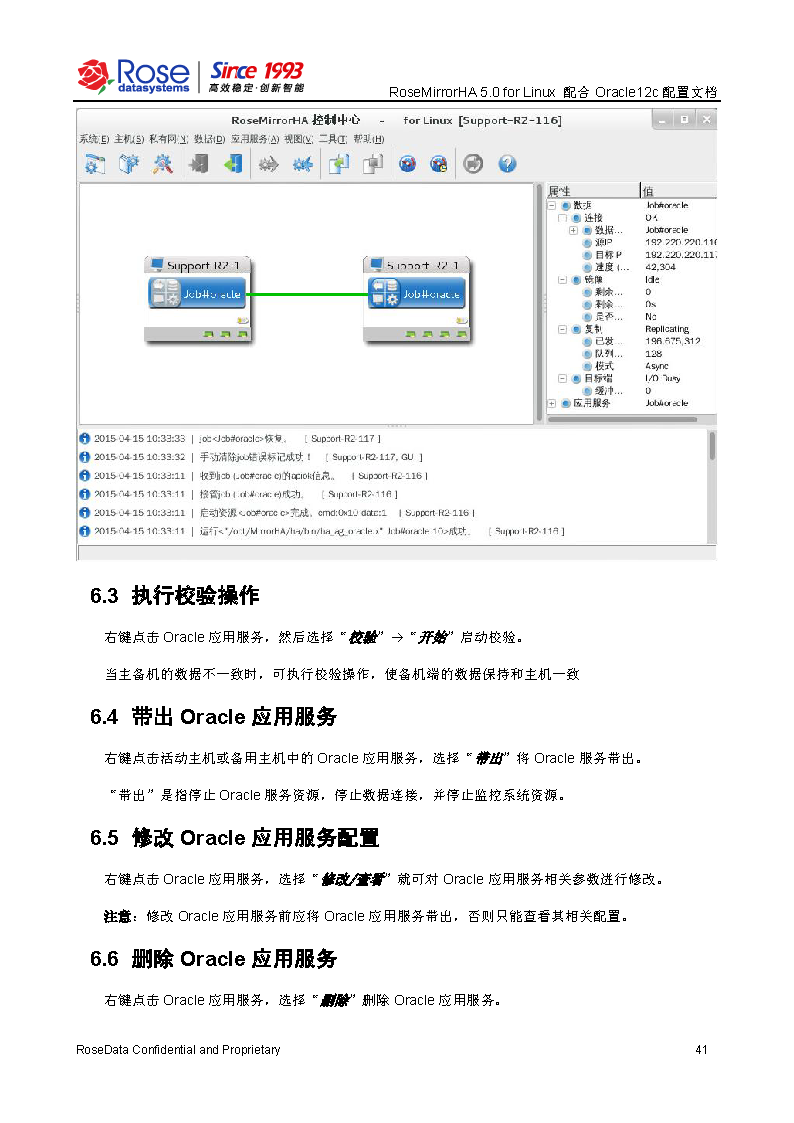 Rose
datasystems
Since 1993
高效稳定·创新智能
RoseMirrorHA 5.0 for Linux 配合 Oracle12c 配置文档
RoseMirrorHA 控制中心 - for Linux [Support-R2-116]
系统(E) 主机(S) 私有网(N) 数据(D) 应用服务(A) 视图(V) 工具(T) 帮助(H)
属性 值
数据 Job#oracle
连接 OK
数据... Job#oracle
源IP 192.220.220.116
目标IP 192.220.220.117
速度 (... 42,304
镜像 Idle
剩余... 0
剩余... 0s
是否... No
复制 Replicating
已发... 196,675,312
队列... 128
模式 Async
目标端 I/O Busy
缓冲... 0
应用服务 Job#oracle
Support-R2-1
Job#oracle
Support-R2-1
Job#oracle
2015-04-15 10:33:33 | job<Job#oracle>恢复。 [ Support-R2-117 ]
2015-04-15 10:33:32 | 手动清除job错误标记成功! [ Support-R2-117, GUI ]
2015-04-15 10:33:11 | 收到job (Job#oracle)的apiok信息。 [ Support-R2-116 ]
2015-04-15 10:33:11 | 接管job (Job#oracle)成功。 [ Support-R2-116 ]
2015-04-15 10:33:11 | 启动资源<Job#oracle>完成。cmd:0x10 data:1 [ Support-R2-116 ]
2015-04-15 10:33:11 | 运行<"/opt/MirrorHA/ha/bin/ha_ag_oracle.x" Job#oracle 10>成功。 [ Support-R2-116 ]
6.3 执行校验操作
右键点击 Oracle 应用服务，然后选择“校验”→“开始”启动校验。
当主备机的数据不一致时，可执行校验操作，使备机端的数据保持和主机一致
6.4 带出 Oracle 应用服务
右键点击活动主机或备用主机中的 Oracle 应用服务，选择“带出”将 Oracle 服务带出。
“带出”是指停止 Oracle 服务资源，停止数据连接，并停止监控系统资源。
6.5 修改 Oracle 应用服务配置
右键点击 Oracle 应用服务，选择“修改/查看”就可对 Oracle 应用服务相关参数进行修改。
注意：修改 Oracle 应用服务前应将 Oracle 应用服务带出，否则只能查看其相关配置。
6.6 删除 Oracle 应用服务
右键点击 Oracle 应用服务，选择“删除”删除 Oracle 应用服务。
RoseData Confidential and Proprietary 41